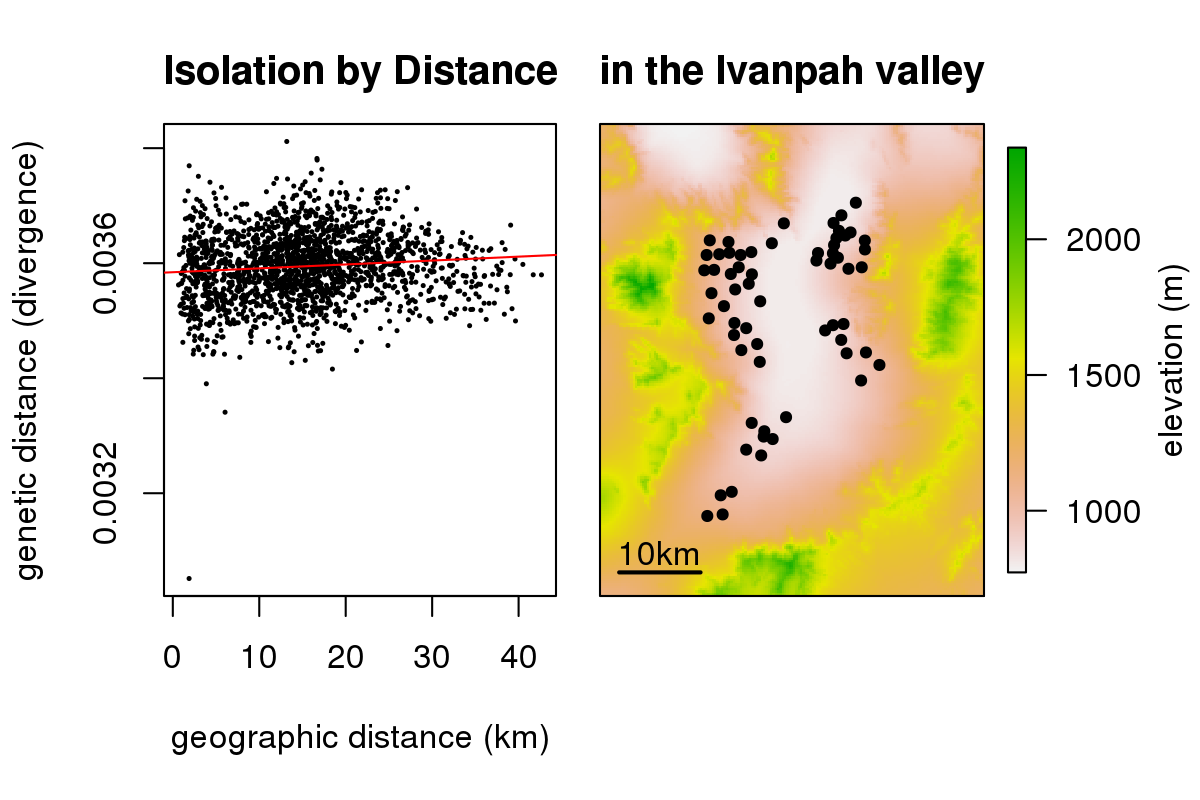 Isolation by Distance
in the Ivanpah valley
genetic distance (divergence)
0.0036
0.0032
0
10
20
30
40
geographic distance (km)
10km
2000
1500
1000
elevation (m)